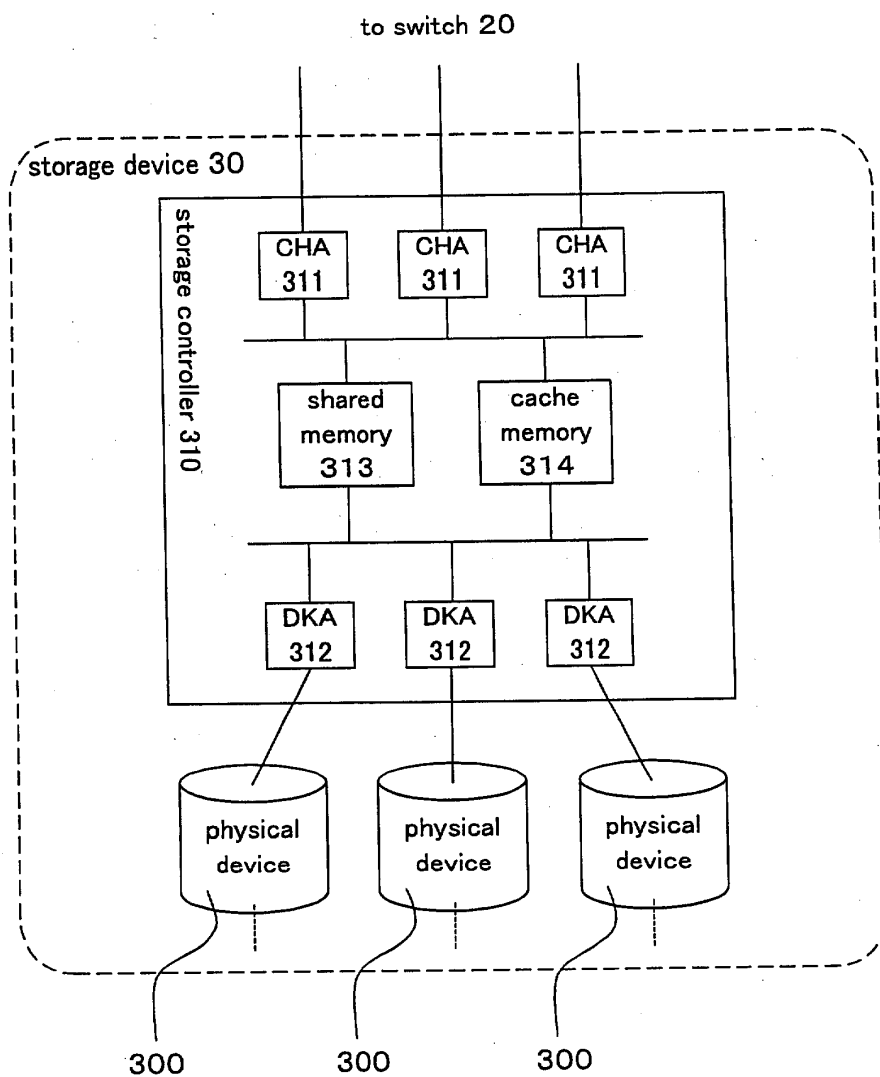 to switch 20
storage device 30
storage controller 310
CHA
311
CHA
311
CHA
311
shared
memory
313
cache
memory
314
DKA
312
DKA
312
DKA
312
physical
device
physical
device
physical
device
300
300
300